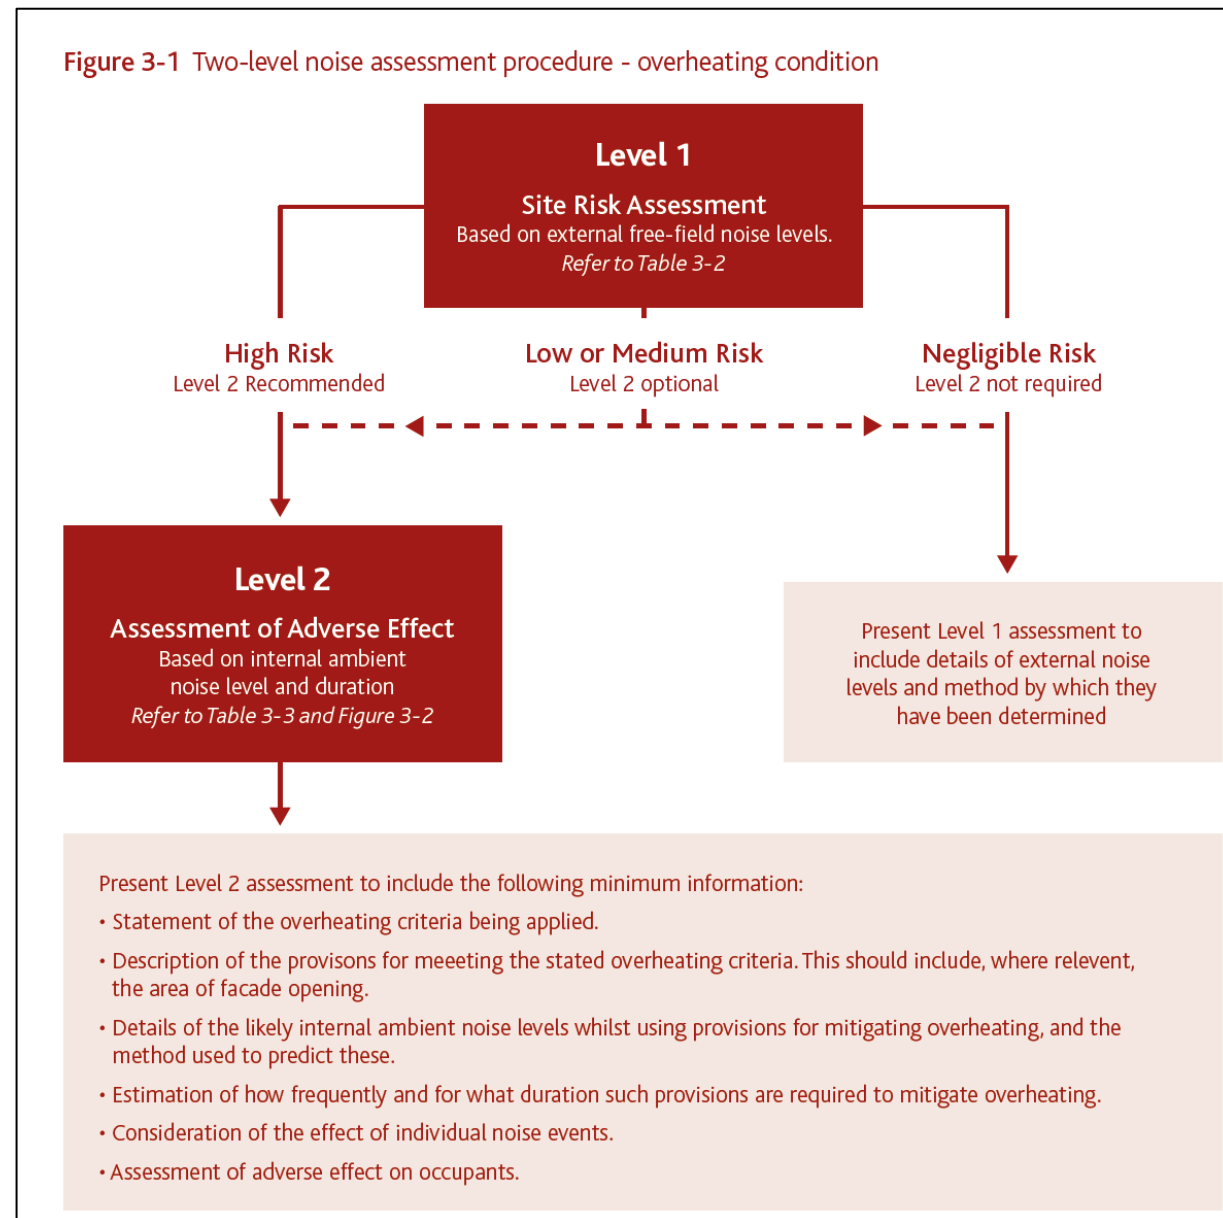 Figure 3-1 Two-level noise assessment procedure - overheating condition
Level 1
Site Risk Assessment
Based on external free-field noise levels.
Refer to Table 3-2
High Risk
Level 2 Recommended
Low or Medium Risk
Level 2 optional
Negligible Risk
Level 2 not required
Level 2
Assessment of Adverse Effect
Based on internal ambient
noise level and duration
Refer to Table 3-3 and Figure 3-2
Present Level 1 assessment to
include details of external noise
levels and method by which they
have been determined
Present Level 2 assessment to include the following minimum information:
• Statement of the overheating criteria being applied.
• Description of the provisons for meeeting the stated overheating criteria. This should include, where relevent,
the area of facade opening.
• Details of the likely internal ambient noise levels whilst using provisions for mitigating overheating, and the
method used to predict these.
• Estimation of how frequently and for what duration such provisions are required to mitigate overheating.
• Consideration of the effect of individual noise events.
• Assessment of adverse effect on occupants.